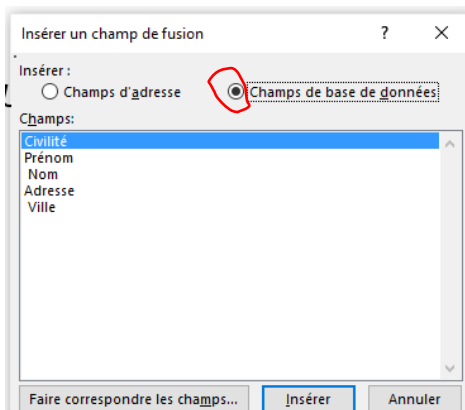 Insérer un champ de fusion ? ×
Insérer :
Champs d'adresse Champs de base de données
Champs:
Civilité
Prénom
Nom
Adresse
Ville
Faire correspondre les champs... Insérer Annuler